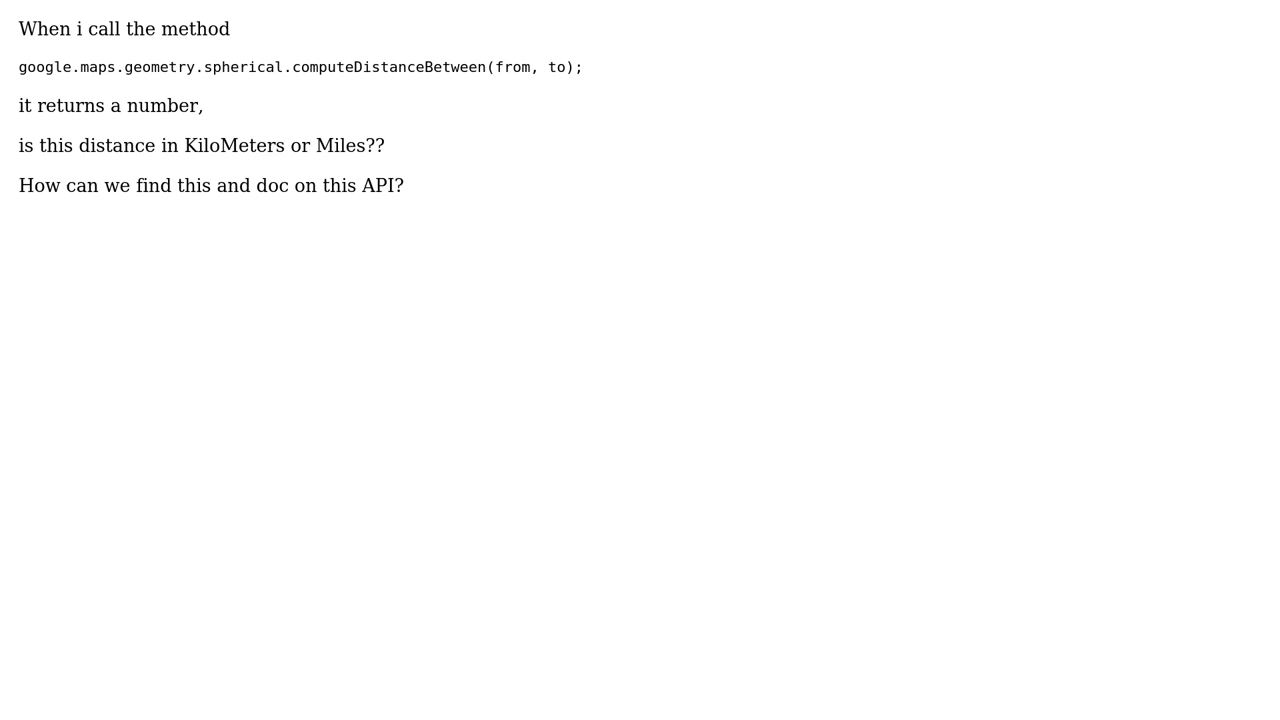 When i call the method
google.maps.geometry.spherical.computeDistanceBetween(from, to);
it returns a number,
is this distance in KiloMeters or Miles??
How can we find this and doc on this API?